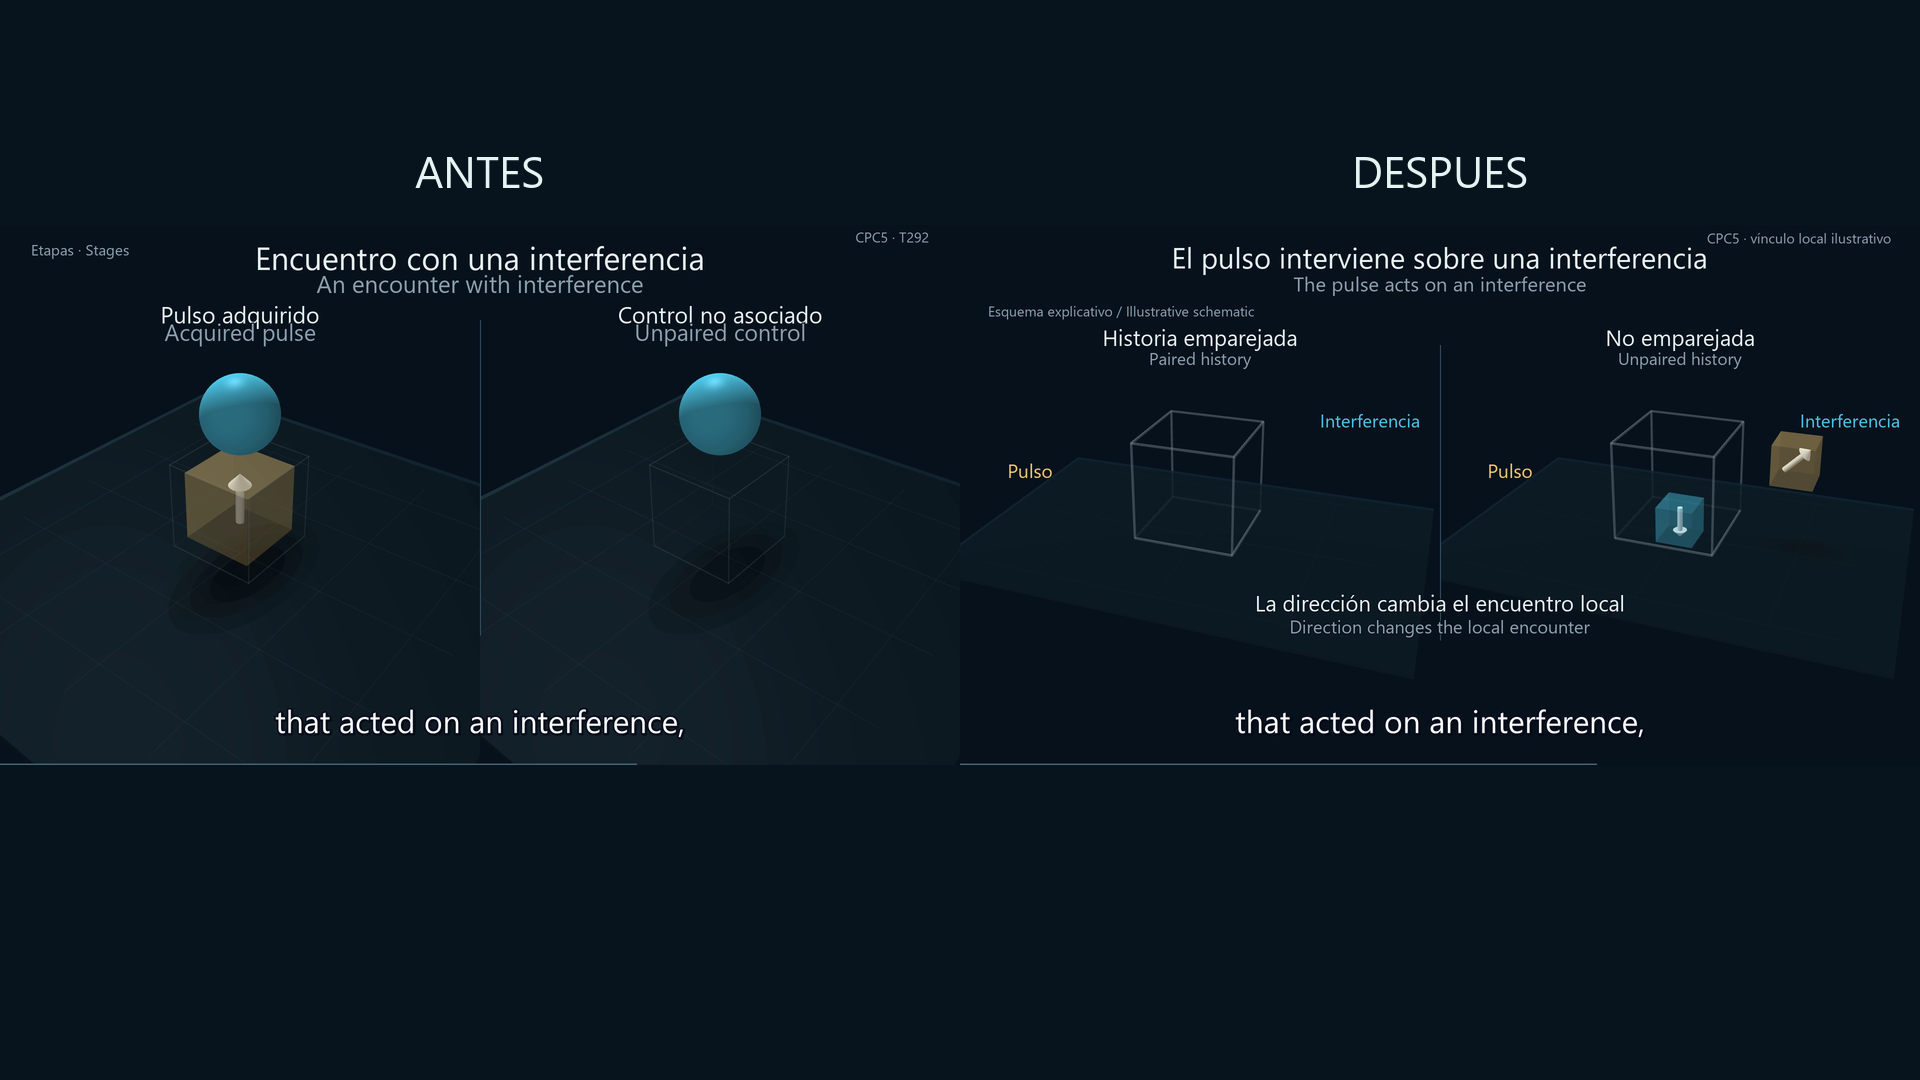 ANTES
Etapas · Stages
CPC5 · T292
Encuentro con una interferencia
An encounter with interference
Pulso adquirido
Acquired pulse
Control no asociado
Unpaired control
that acted on an interference,
DESPUES
CPC5 · vínculo local ilustrativo
El pulso interviene sobre una interferencia
The pulse acts on an interference
Esquema explicativo / Illustrative schematic
Historia emparejada
Paired history
No emparejada
Unpaired history
Interferencia
Pulso
Interferencia
Pulso
La dirección cambia el encuentro local
Direction changes the local encounter
that acted on an interference,